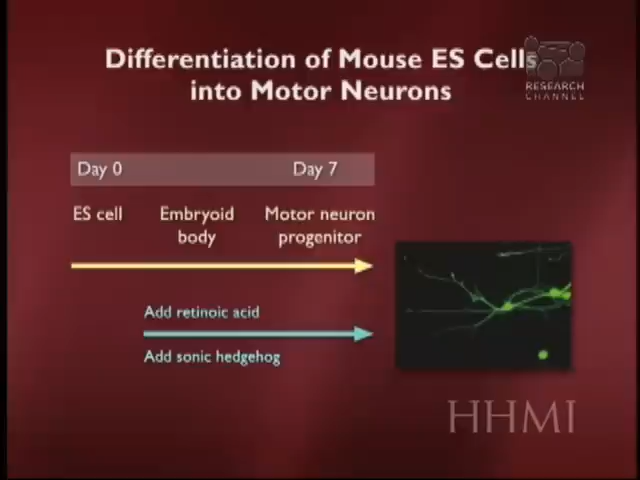 Differentiation of Mouse ES Cells
into Motor Neurons
RESEARCH
CHANNEL
Day 0 Day 7
ES cell Embryoid Motor neuron
body progenitor
Add retinoic acid
Add sonic hedgehog
HHMI